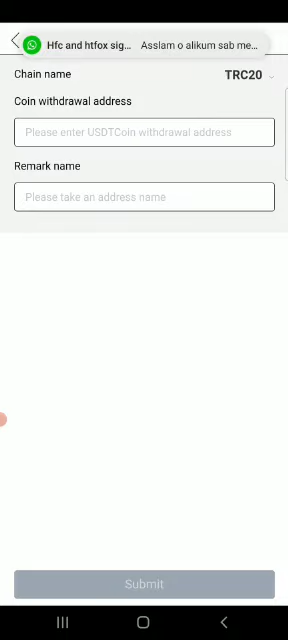 Hfc and htfox sig... Asslam o alikum sab me...
Chain name TRC20
Coin withdrawal address
Please enter USDTCoin withdrawal address
Remark name
Please take an address name
Submit